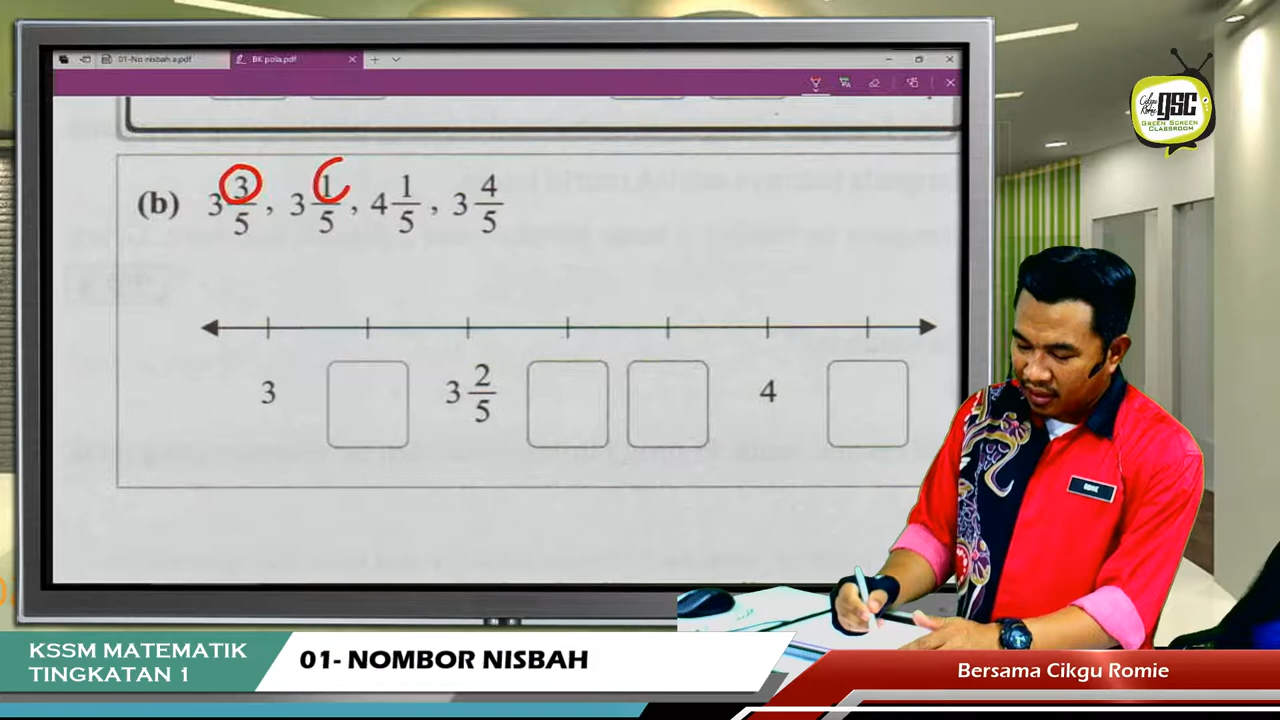 01-No nisbah a.pdf
BK pola.pdf
Cikgu Romie GSC
GREEN SCREEN
CLASSROOM
(b) 3 3/5, 3 1/5, 4 1/5, 3 4/5
3 3 2/5 4
KSSM MATEMATIK
TINGKATAN 1
01- NOMBOR NISBAH
Bersama Cikgu Romie